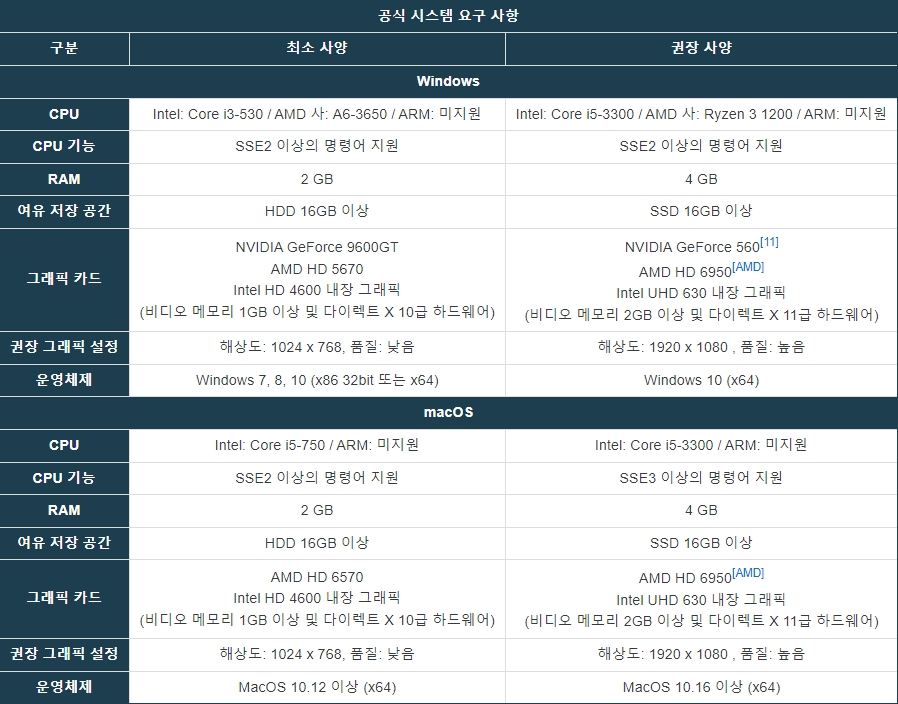 공식 시스템 요구 사항
구분 최소 사양 권장 사양
Windows
CPU Intel: Core i3-530 / AMD 사: A6-3650 / ARM: 미지원 Intel: Core i5-3300 / AMD 사: Ryzen 3 1200 / ARM: 미지원
CPU 기능 SSE2 이상의 명령어 지원 SSE2 이상의 명령어 지원
RAM 2 GB 4 GB
여유 저장 공간 HDD 16GB 이상 SSD 16GB 이상
그래픽 카드
NVIDIA GeForce 9600GT
AMD HD 5670
Intel HD 4600 내장 그래픽
(비디오 메모리 1GB 이상 및 다이렉트 X 10급 하드웨어)
NVIDIA GeForce 560[11]
AMD HD 6950[AMD]
Intel UHD 630 내장 그래픽
(비디오 메모리 2GB 이상 및 다이렉트 X 11급 하드웨어)
권장 그래픽 설정 해상도: 1024 x 768, 품질: 낮음 해상도: 1920 x 1080 , 품질: 높음
운영체제 Windows 7, 8, 10 (x86 32bit 또는 x64) Windows 10 (x64)
macOS
CPU Intel: Core i5-750 / ARM: 미지원 Intel: Core i5-3300 / ARM: 미지원
CPU 기능 SSE2 이상의 명령어 지원 SSE3 이상의 명령어 지원
RAM 2 GB 4 GB
여유 저장 공간 HDD 16GB 이상 SSD 16GB 이상
그래픽 카드
AMD HD 6570
Intel HD 4600 내장 그래픽
(비디오 메모리 1GB 이상 및 다이렉트 X 10급 하드웨어)
AMD HD 6950[AMD]
Intel UHD 630 내장 그래픽
(비디오 메모리 2GB 이상 및 다이렉트 X 11급 하드웨어)
권장 그래픽 설정 해상도: 1024 x 768, 품질: 낮음 해상도: 1920 x 1080 , 품질: 높음
운영체제 MacOS 10.12 이상 (x64) MacOS 10.16 이상 (x64)